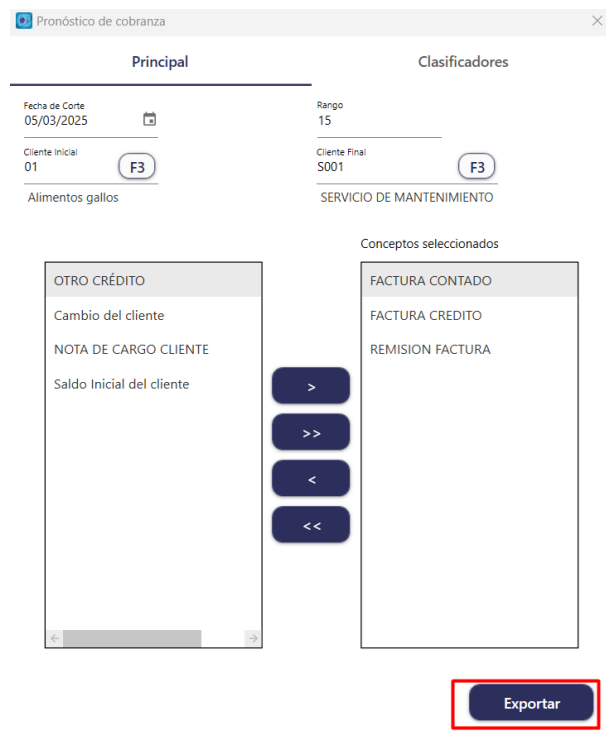 Pronóstico de cobranza
Principal
Clasificadores
Fecha de Corte
05/03/2025
Rango
15
Cliente Inicial
01
F3
Cliente Final
S001
F3
Alimentos gallos
SERVICIO DE MANTENIMIENTO
Conceptos seleccionados
OTRO CRÉDITO
Cambio del cliente
NOTA DE CARGO CLIENTE
Saldo Inicial del cliente
>
>>
<
<<
FACTURA CONTADO
FACTURA CREDITO
REMISION FACTURA
Exportar